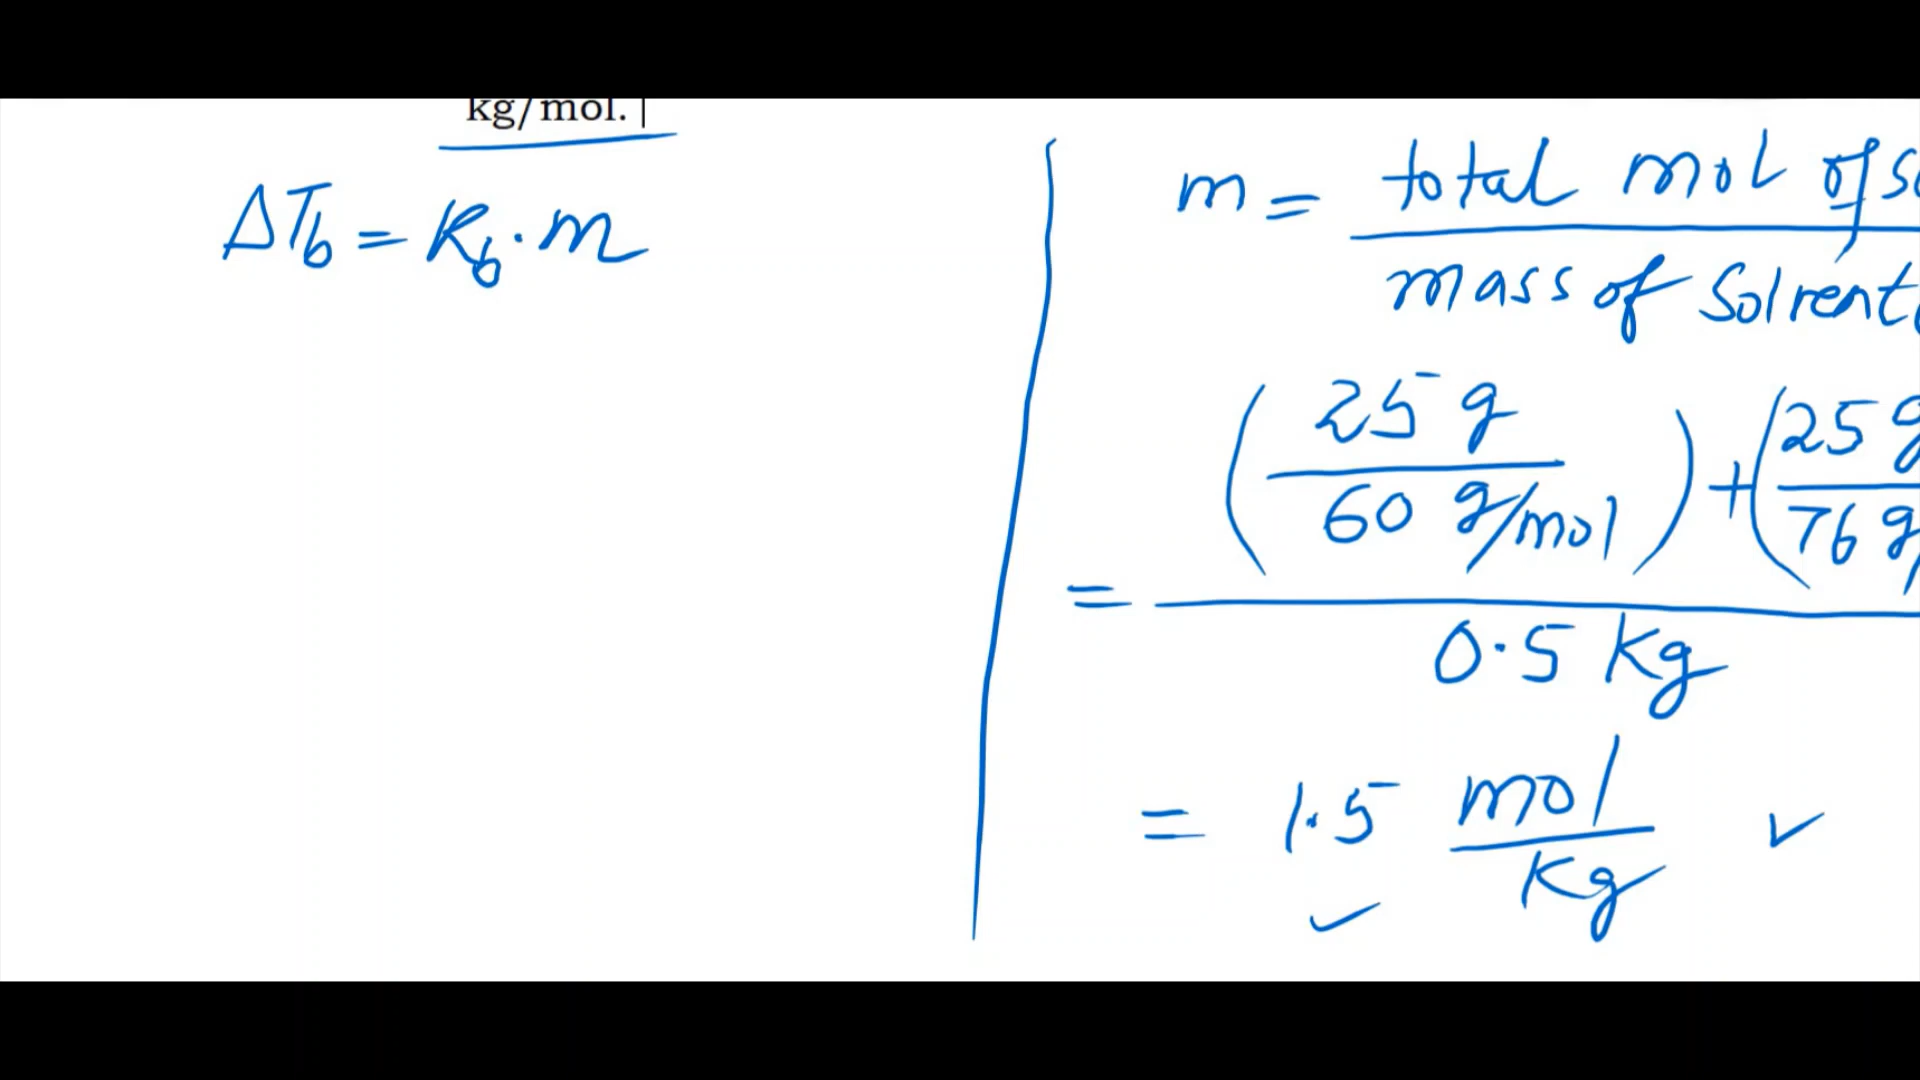 kg/mol.
ΔTb = Kb · m
m = total mol of
mass of Solvent
( 25 g / 60 g/mol ) + ( 25 g / 76 g/
= 0.5 kg
= 1.5 mol/kg ✓
✓